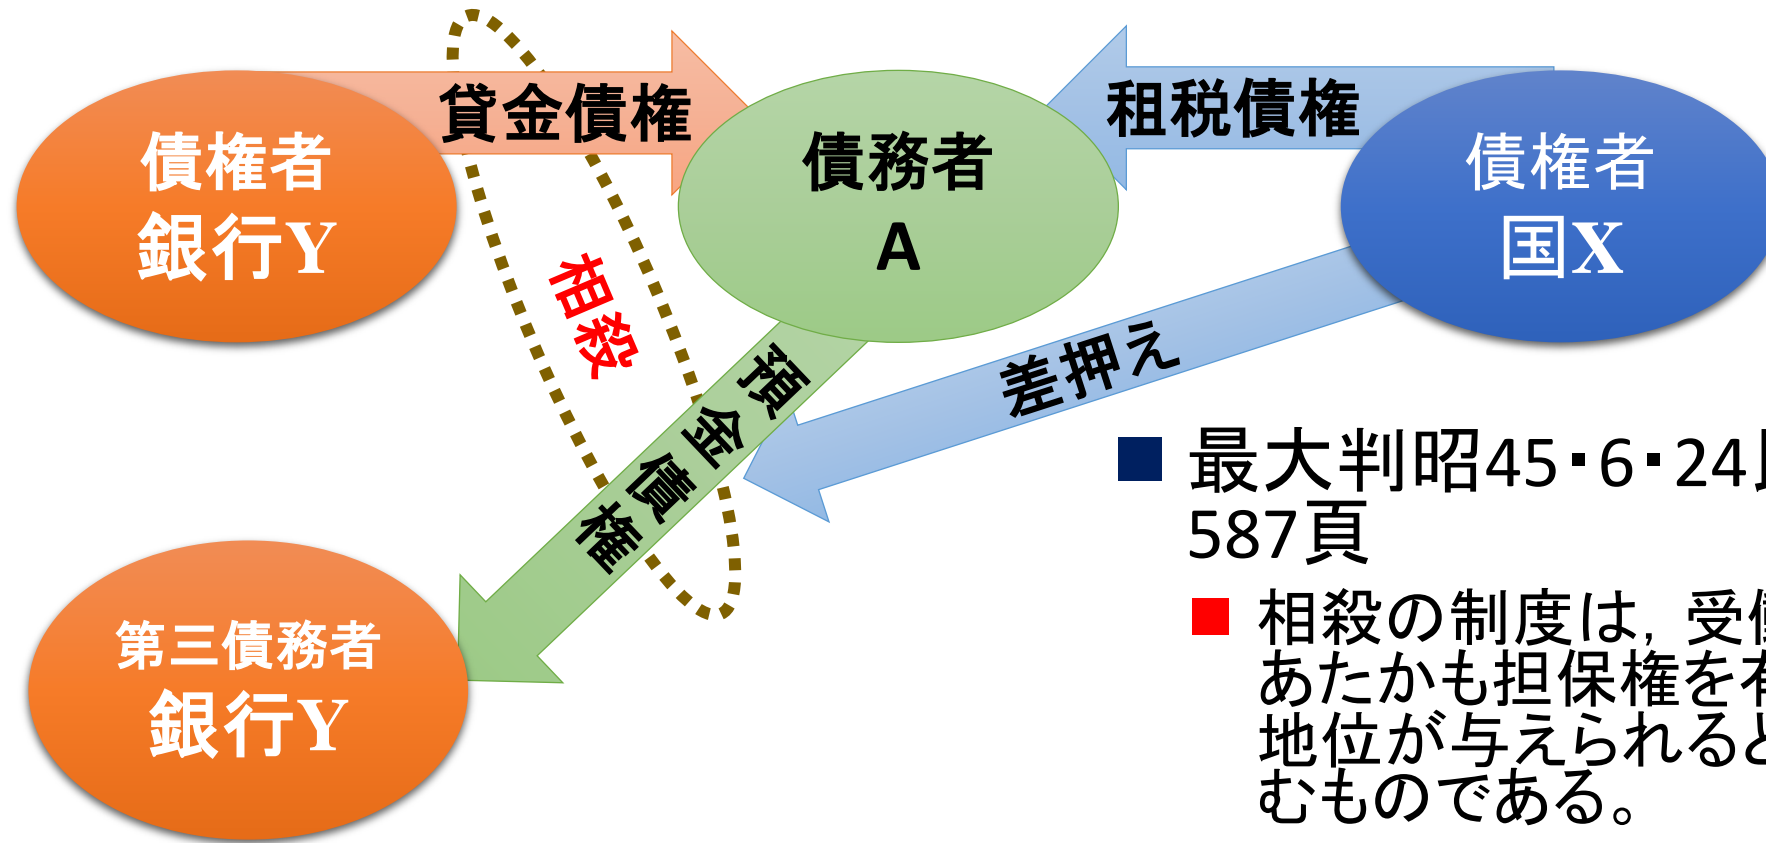 貸金債権
租税債権
債権者
銀行Y
債務者
A
債権者
国X
相殺
預金債権
差押え
第三債務者
銀行Y
最大判昭45・6・24
587頁
相殺の制度は，受働
あたかも担保権を有
地位が与えられると
むものである。